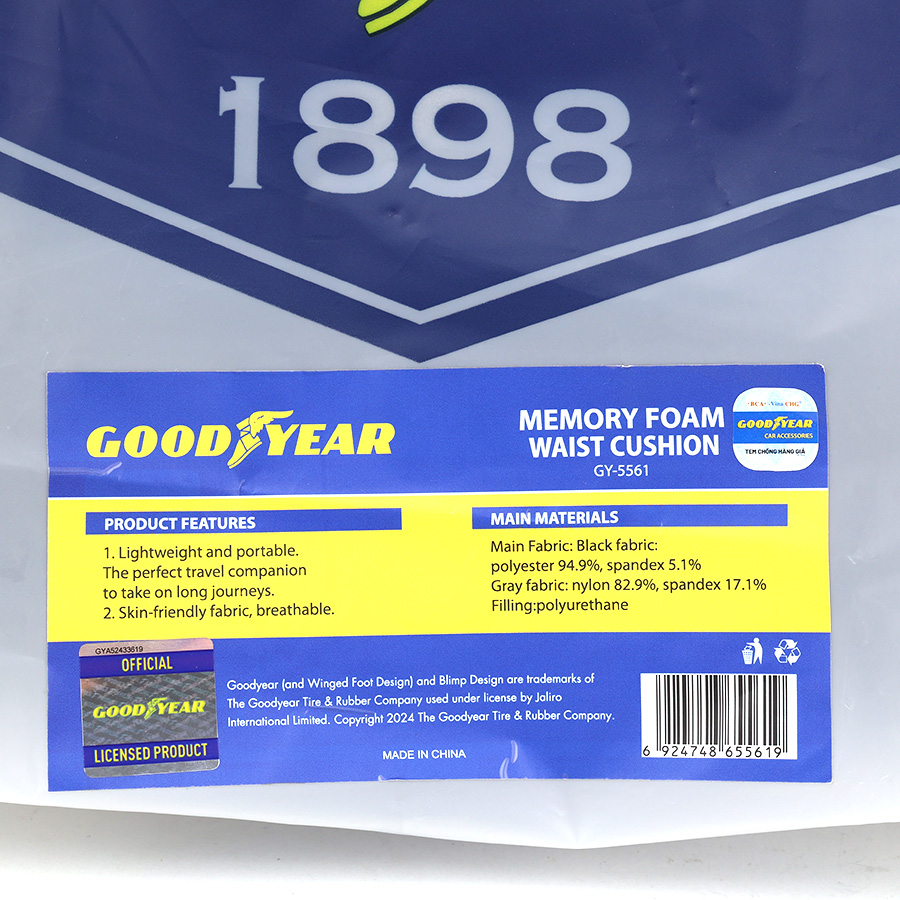 1898
GOODYEAR
MEMORY FOAM
WAIST CUSHION
GY-5561
-BCA- -Vina CHG
GOODYEAR
CAR ACCESSORIES
TEM CHỐNG HÀNG GIẢ
PRODUCT FEATURES
1. Lightweight and portable.
The perfect travel companion
to take on long journeys.
2. Skin-friendly fabric, breathable.
MAIN MATERIALS
Main Fabric: Black fabric:
polyester 94.9%, spandex 5.1%
Gray fabric: nylon 82.9%, spandex 17.1%
Filling:polyurethane
GYA52433619
OFFICIAL
GOODYEAR
LICENSED PRODUCT
Goodyear (and Winged Foot Design) and Blimp Design are trademarks of
The Goodyear Tire & Rubber Company used under license by Jaliro
International Limited. Copyright 2024 The Goodyear Tire & Rubber Company.
MADE IN CHINA
6 924748 655619